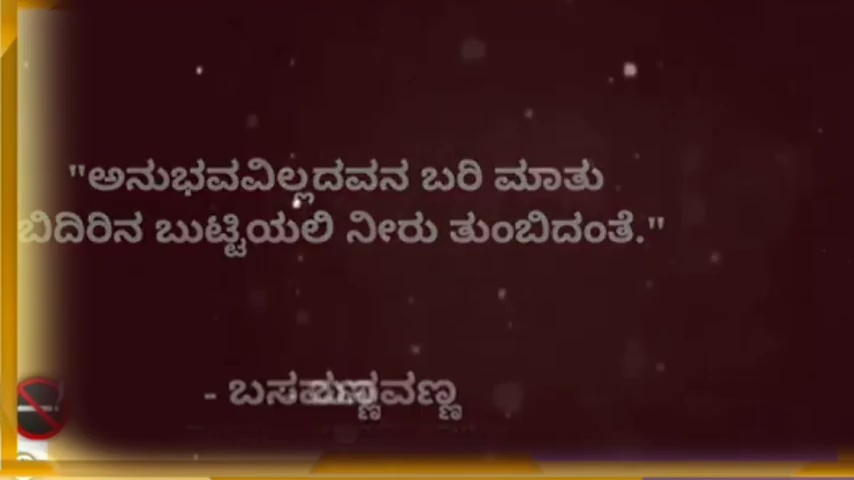 "ಅನುಭವವಿಲ್ಲದವನ ಬರಿ ಮಾತು
ಬಿದಿರಿನ ಬುಟ್ಟಿಯಲಿ ನೀರು ತುಂಬಿದಂತೆ."